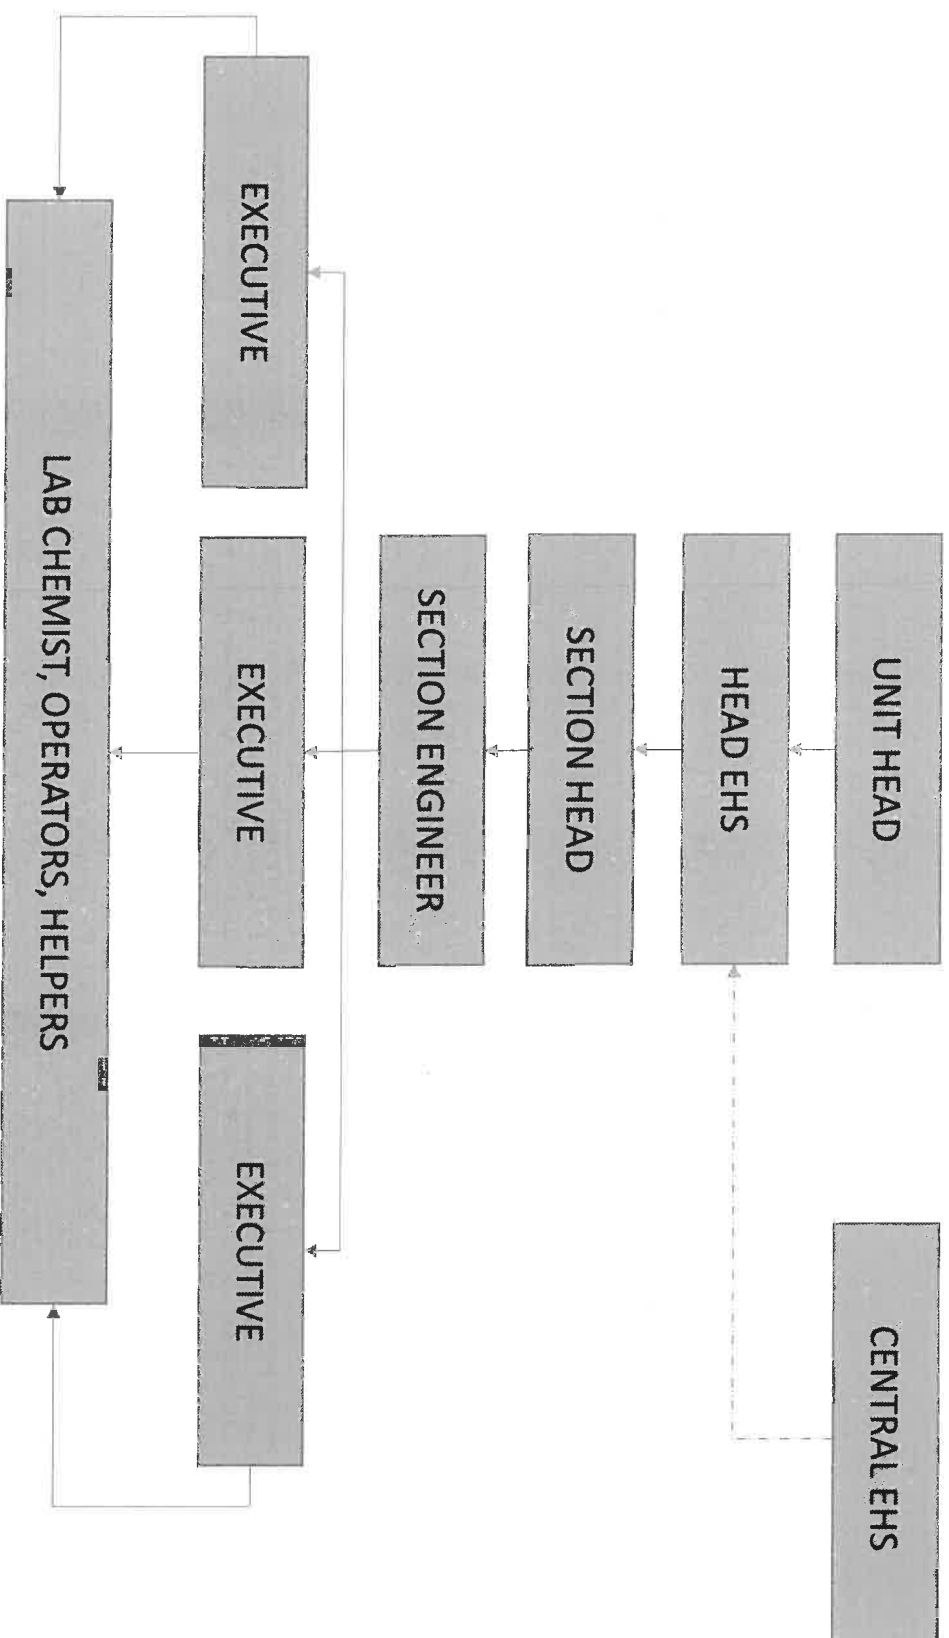 UNIT HEAD
CENTRAL EHS
HEAD EHS
SECTION HEAD
SECTION ENGINEER
EXECUTIVE
EXECUTIVE
EXECUTIVE
LAB CHEMIST, OPERATORS, HELPERS